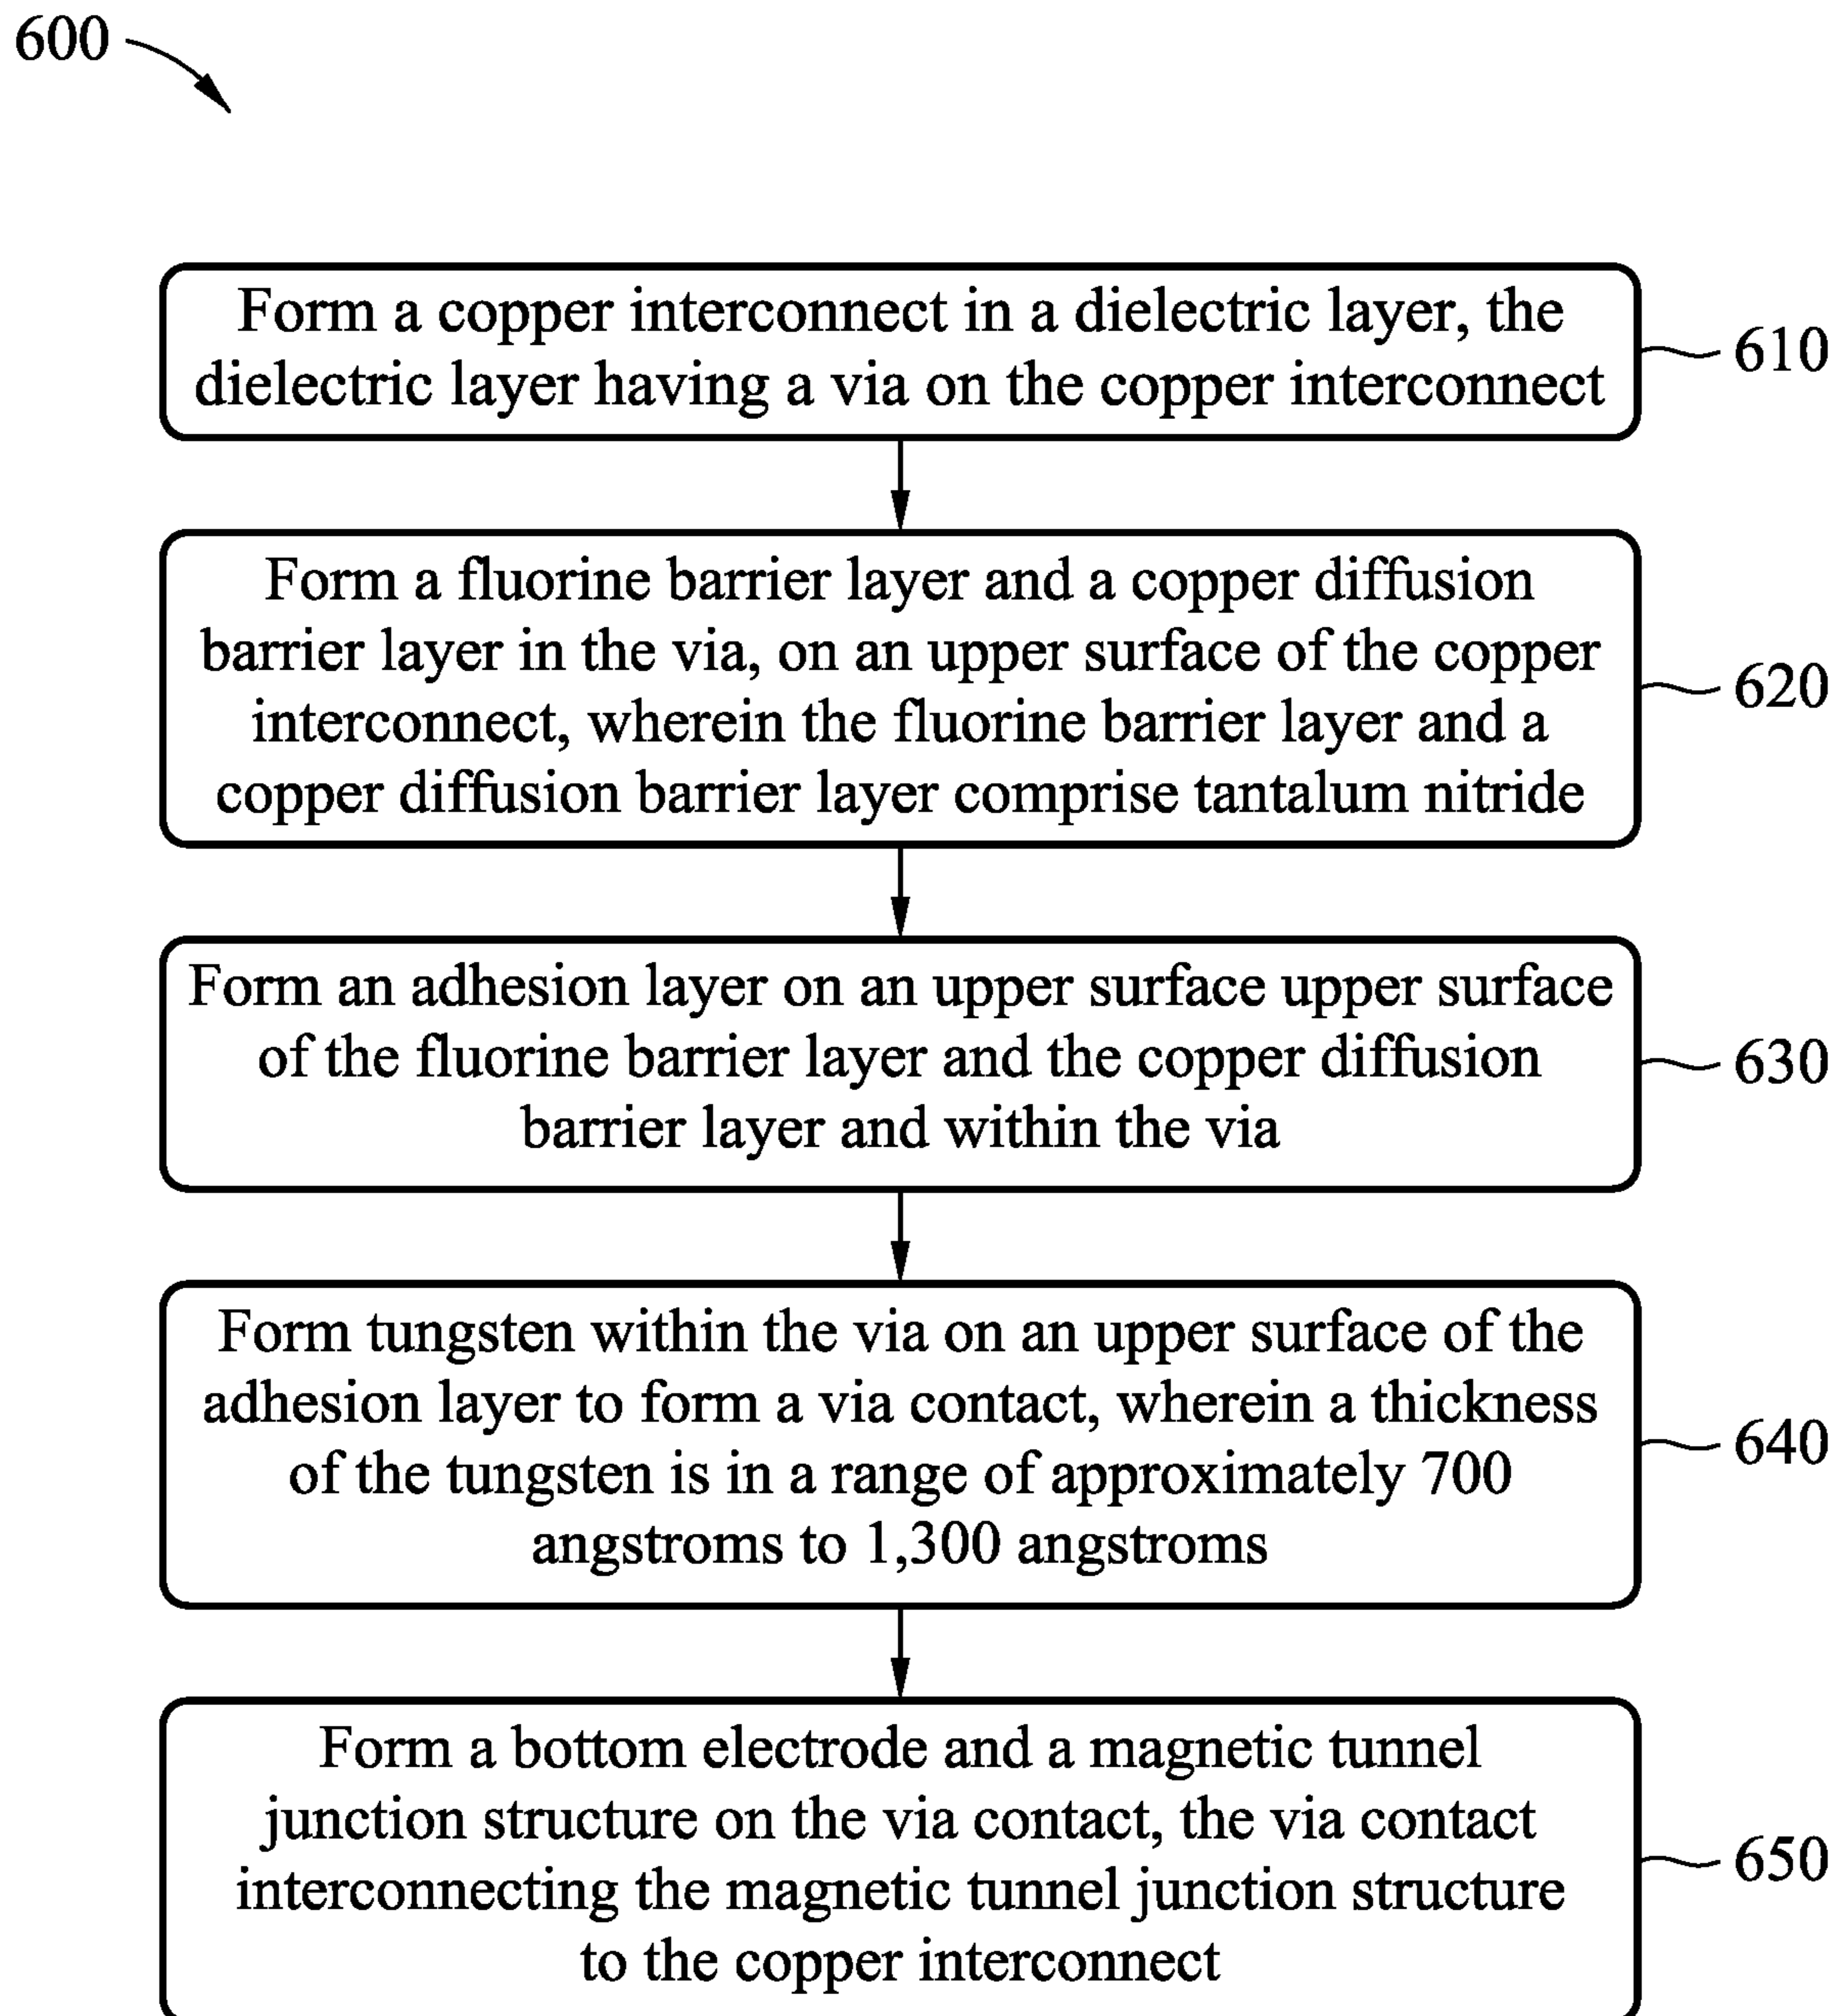 600
Form a copper interconnect in a dielectric layer, the
dielectric layer having a via on the copper interconnect
610
Form a fluorine barrier layer and a copper diffusion
barrier layer in the via, on an upper surface of the copper
interconnect, wherein the fluorine barrier layer and a
copper diffusion barrier layer comprise tantalum nitride
620
Form an adhesion layer on an upper surface upper surface
of the fluorine barrier layer and the copper diffusion
barrier layer and within the via
630
Form tungsten within the via on an upper surface of the
adhesion layer to form a via contact, wherein a thickness
of the tungsten is in a range of approximately 700
angstroms to 1,300 angstroms
640
Form a bottom electrode and a magnetic tunnel
junction structure on the via contact, the via contact
interconnecting the magnetic tunnel junction structure
to the copper interconnect
650